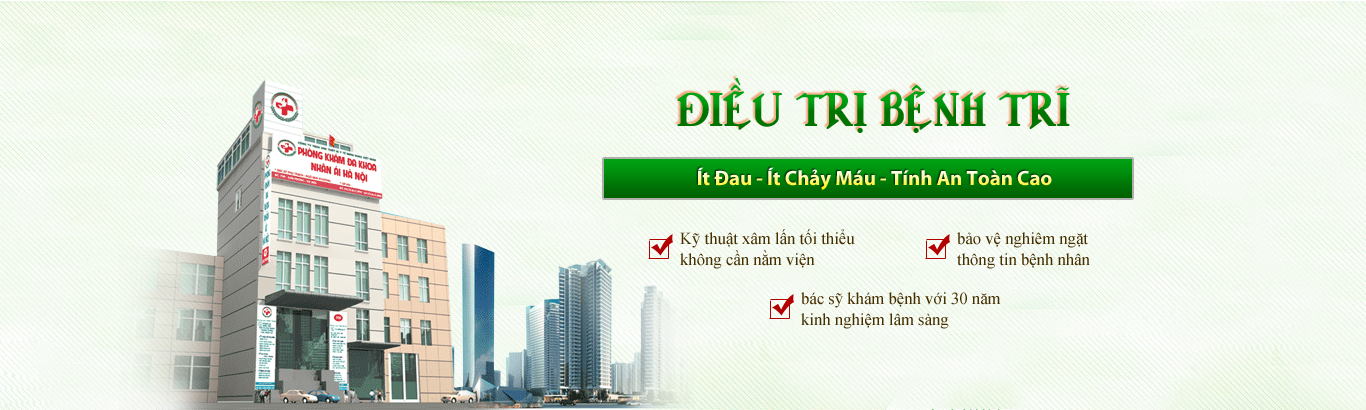 PHÒNG KHÁM ĐA KHOA
NHÂN ÁI HÀ NỘI
ĐIỀU TRỊ BỆNH TRĨ
Ít Đau - Ít Chảy Máu - Tính An Toàn Cao
Kỹ thuật xâm lấn tối thiểu
không cần nằm viện
bảo vệ nghiêm ngặt
thông tin bệnh nhân
bác sỹ khám bệnh với 30 năm
kinh nghiệm lâm sàng